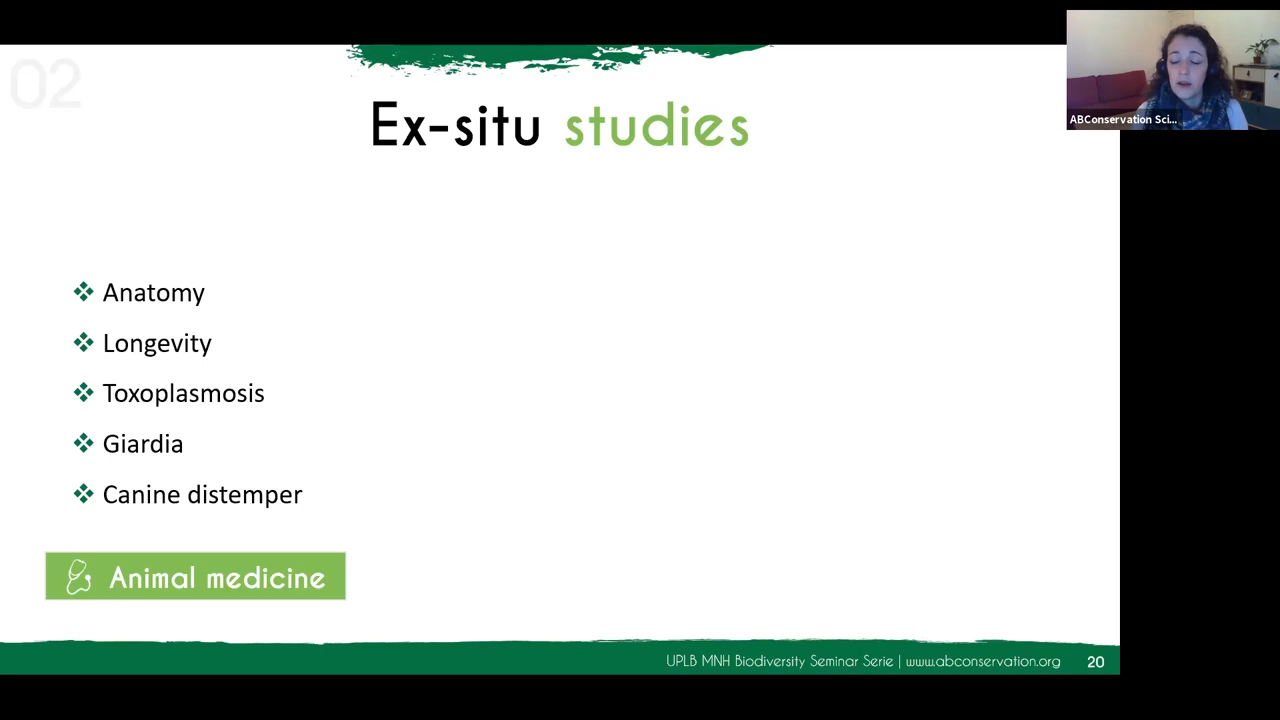 02
ABConservation Sci...
Ex-situ studies
Anatomy
Longevity
Toxoplasmosis
Giardia
Canine distemper
Animal medicine
UPLB MNH Biodiversity Seminar Serie | www.abconservation.org 20